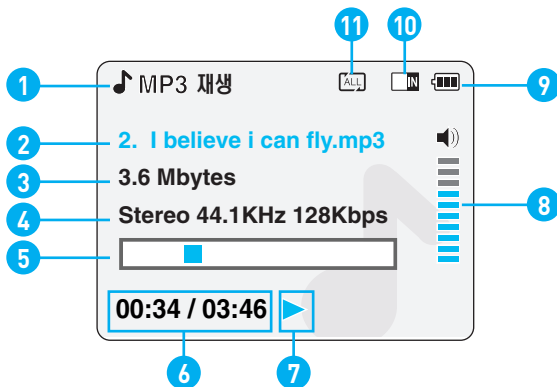 11 10
1 MP3 재생 ALL IN 9
2 2. I believe i can fly.mp3
3 3.6 Mbytes
4 Stereo 44.1KHz 128Kbps 8
5
00:34 / 03:46
6 7